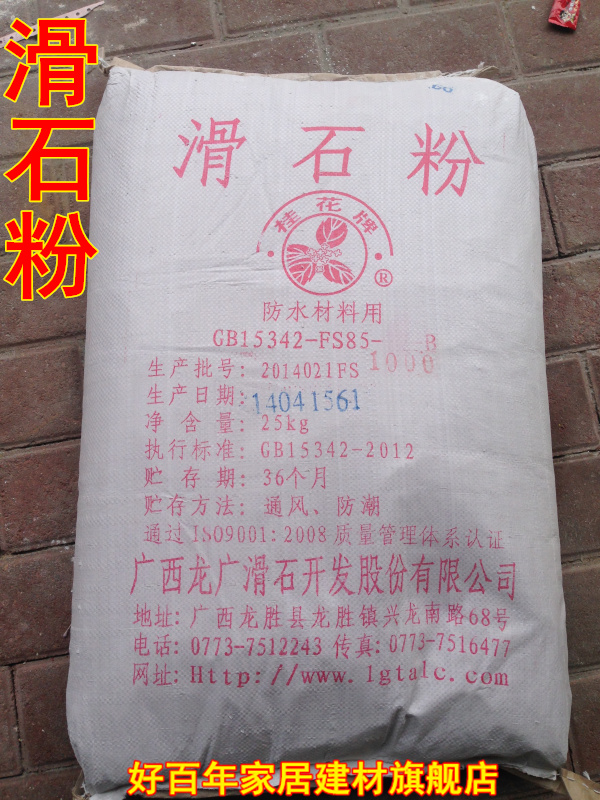 滑石粉
滑石粉
桂花牌
®
防水材料用
GB15342-FS85- B
1000
生产批号: 2014021FS
生产日期: 14041561
净含量: 25kg
执行标准: GB15342-2012
贮存期: 36个月
贮存方法: 通风、防潮
通过ISO9001:2008质量管理体系认证
广西龙广滑石开发股份有限公司
地址: 广西龙胜县龙胜镇兴龙南路68号
电话: 0773-7512243 传真: 0773-7516477
网址: Http://www.lgtalc.com
好百年家居建材旗舰店